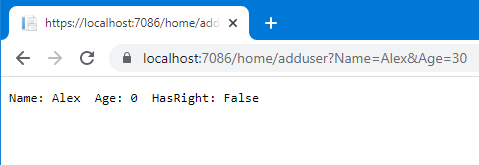 https://localhost:7086/home/add
localhost:7086/home/adduser?Name=Alex&Age=30
Name: Alex  Age: 0  HasRight: False